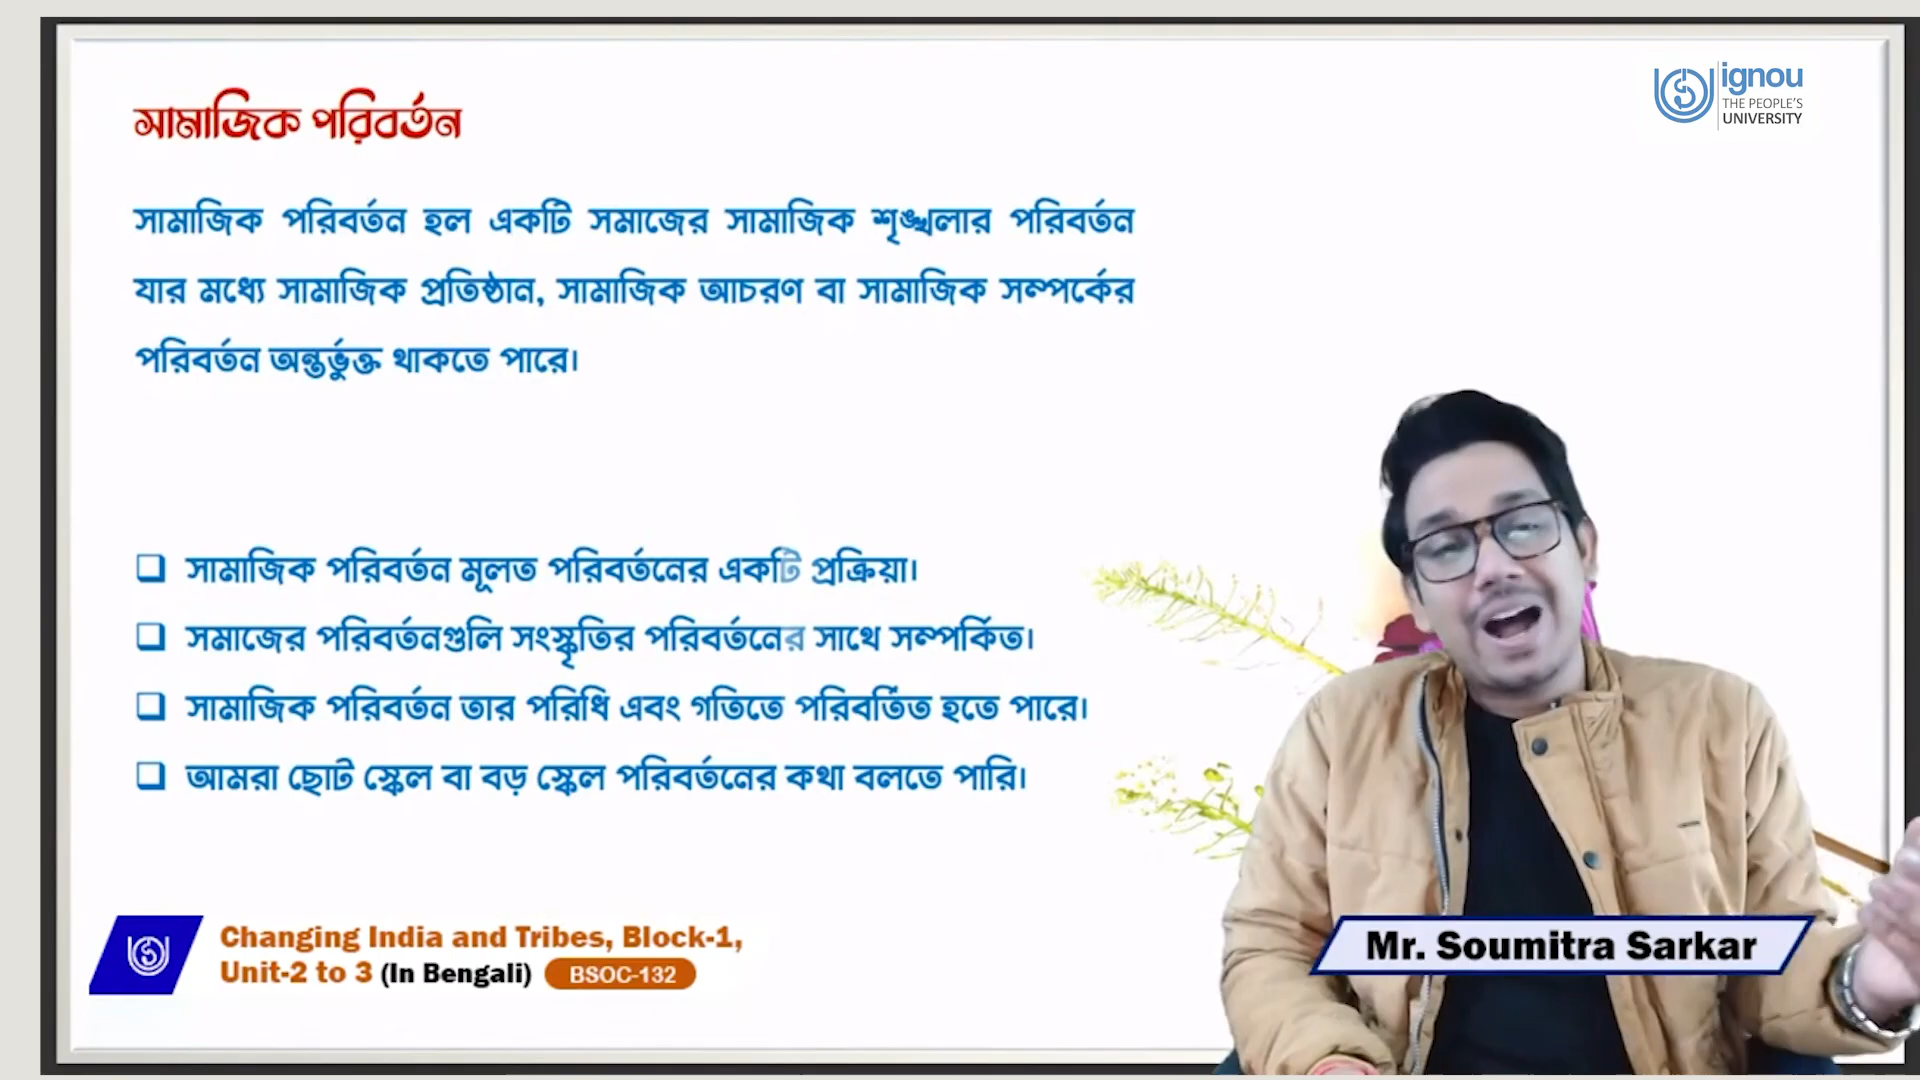 সামাজিক পরিবর্তন
ignou
THE PEOPLE'S
UNIVERSITY
সামাজিক পরিবর্তন হল একটি সমাজের সামাজিক শৃঙ্খলার পরিবর্তন
যার মধ্যে সামাজিক প্রতিষ্ঠান, সামাজিক আচরণ বা সামাজিক সম্পর্কের
পরিবর্তন অন্তর্ভুক্ত থাকতে পারে।
সামাজিক পরিবর্তন মূলত পরিবর্তনের একটি প্রক্রিয়া।
সমাজের পরিবর্তনগুলি সংস্কৃতির পরিবর্তনের সাথে সম্পর্কিত।
সামাজিক পরিবর্তন তার পরিধি এবং গতিতে পরিবর্তিত হতে পারে।
আমরা ছোট স্কেল বা বড় স্কেল পরিবর্তনের কথা বলতে পারি।
Changing India and Tribes, Block-1,
Unit-2 to 3 (In Bengali) BSOC-132
Mr. Soumitra Sarkar